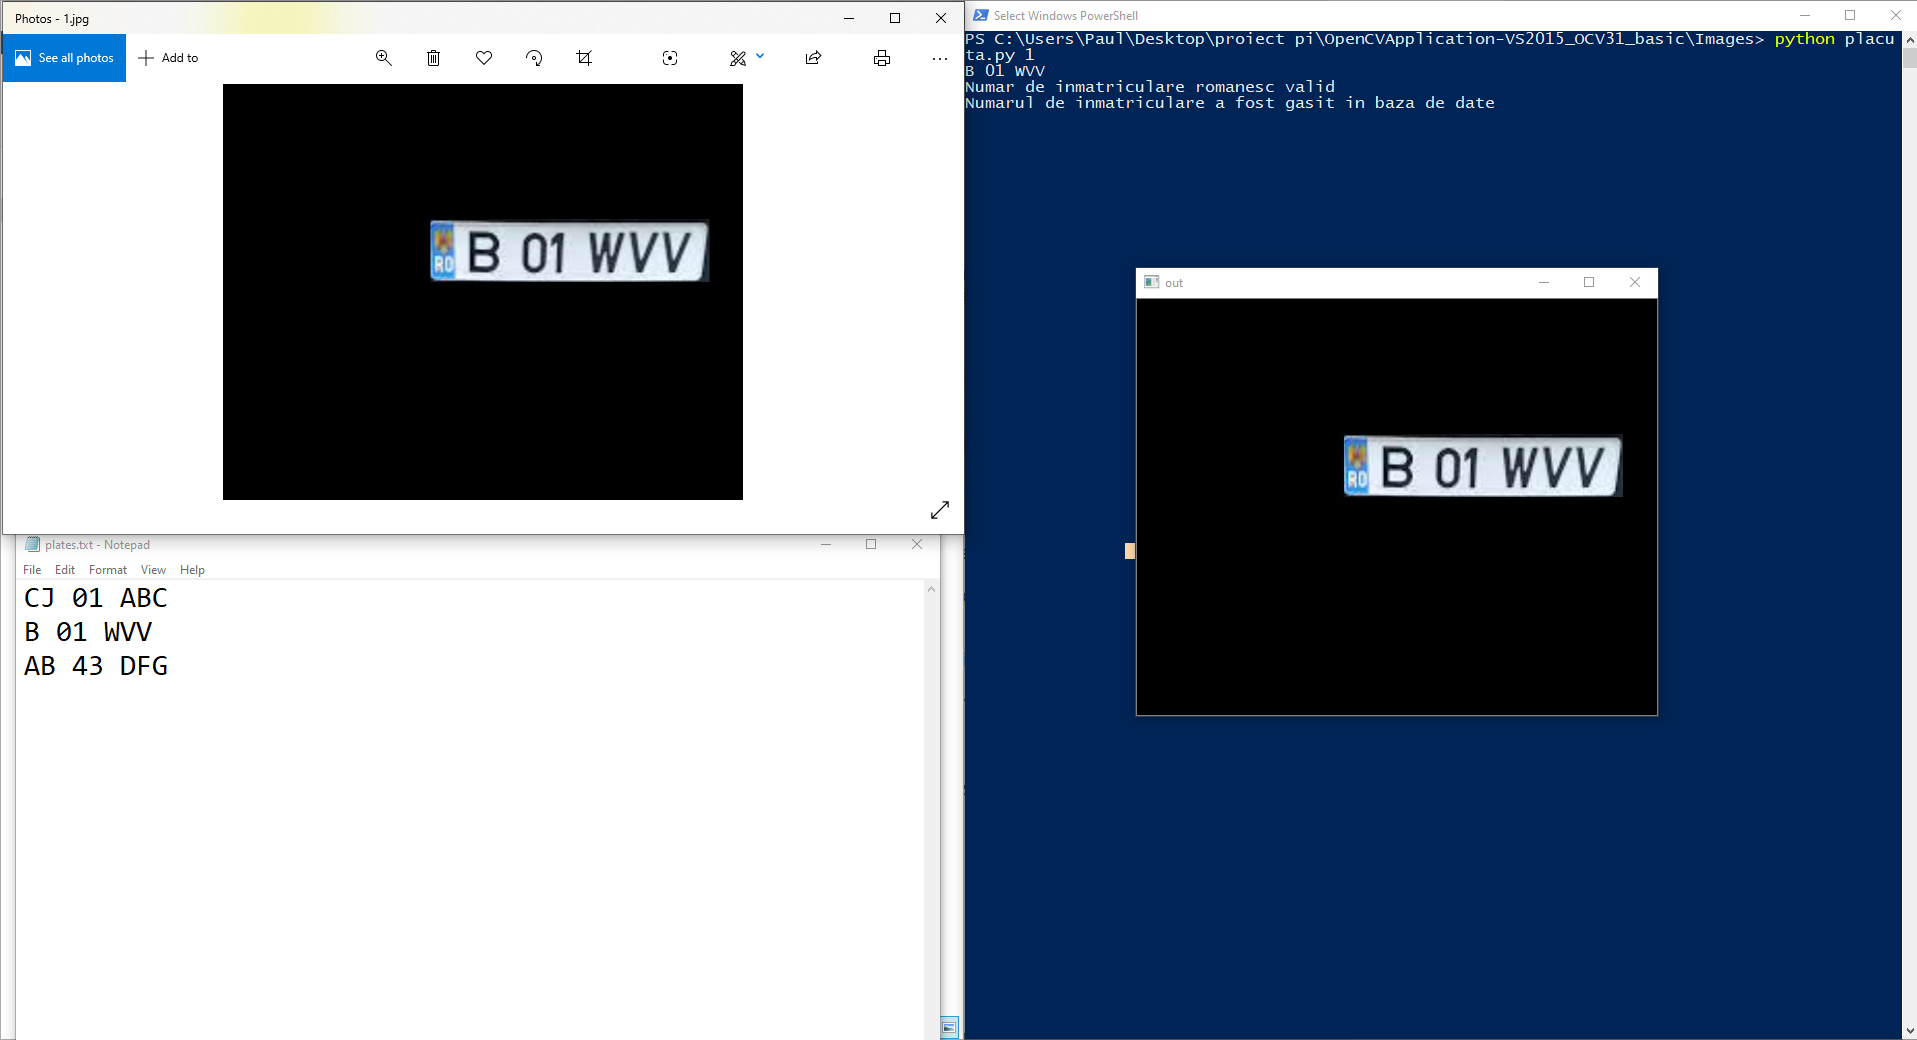 Photos - 1.jpg
See all photos
Add to
RO
B 01 WVV
plates.txt - Notepad
File Edit Format View Help
CJ 01 ABC
B 01 WVV
AB 43 DFG
Select Windows PowerShell
PS C:\Users\Paul\Desktop\proiect pi\OpenCVApplication-VS2015_OCV31_basic\Images> python placu
ta.py 1
B 01 WVV
Numar de inmatriculare romanesc valid
Numarul de inmatriculare a fost gasit in baza de date
out
RO
B 01 WVV